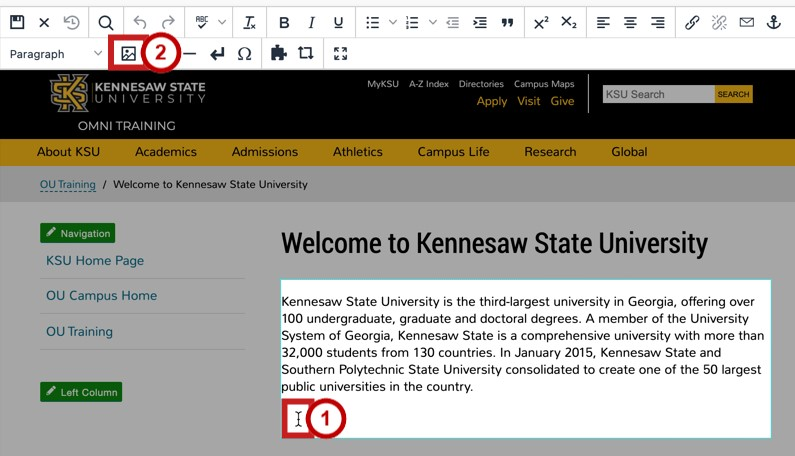 ABC
B I U
X² X₂
Paragraph
2
Ω
KENNESAW STATE
UNIVERSITY
OMNI TRAINING
MyKSU A-Z Index Directories Campus Maps
Apply Visit Give
KSU Search SEARCH
About KSU Academics Admissions Athletics Campus Life Research Global
OU Training / Welcome to Kennesaw State University
Navigation
KSU Home Page
OU Campus Home
OU Training
Left Column
Welcome to Kennesaw State University
Kennesaw State University is the third-largest university in Georgia, offering over
100 undergraduate, graduate and doctoral degrees. A member of the University
System of Georgia, Kennesaw State is a comprehensive university with more than
32,000 students from 130 countries. In January 2015, Kennesaw State and
Southern Polytechnic State University consolidated to create one of the 50 largest
public universities in the country.
1